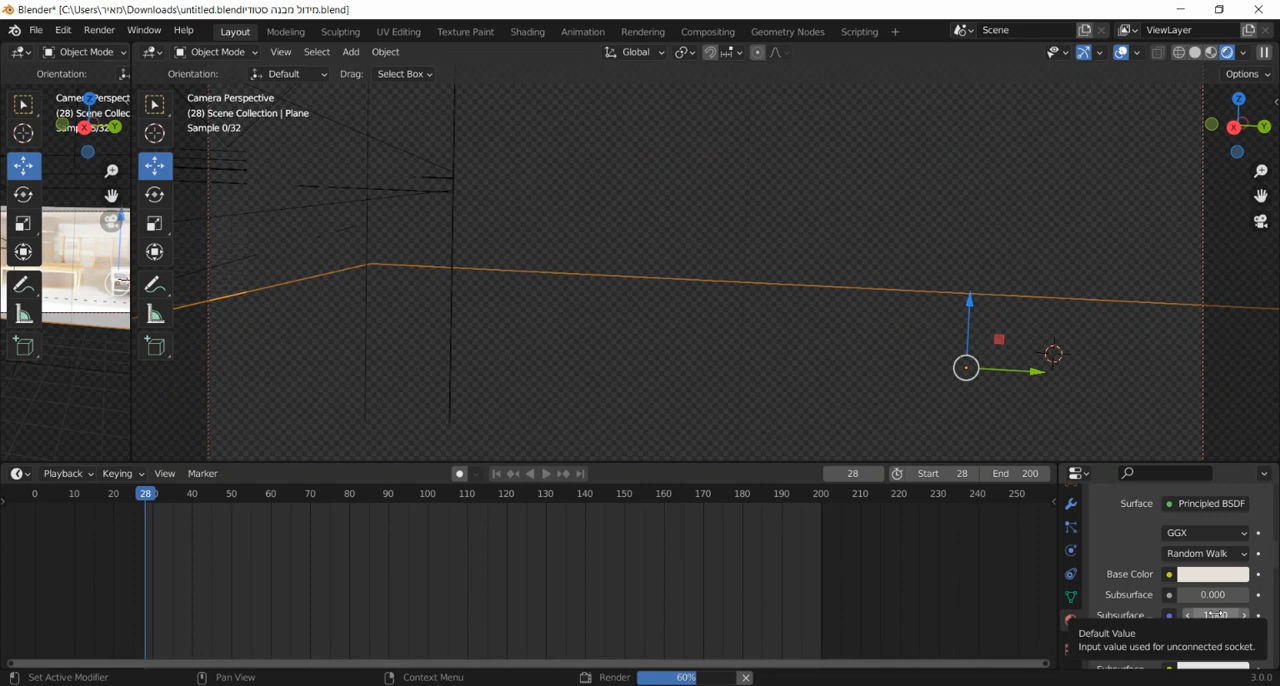 Blender* [C:\Users\מאיר\Downloads\untitled.blendמידול מבנה סטודיו.blend]
File Edit Render Window Help Layout Modeling Sculpting UV Editing Texture Paint Shading Animation Rendering Compositing Geometry Nodes Scripting + Scene ViewLayer
Object Mode Object Mode View Select Add Object Global
Orientation: Orientation: Default Drag: Select Box Options
Camera Perspective
(28) Scene Collection | Plane
Sample 0/32
(28) Scene Collec
Playback Keying View Marker 28 Start 28 End 200
0 10 20 28 40 50 60 70 80 90 100 110 120 130 140 150 160 170 180 190 200 210 220 230 240 250
Surface Principled BSDF
GGX
Random Walk
Base Color
Subsurface 0.000
Subsurface...
Default Value
Input value used for unconnected socket.
Set Active Modifier Pan View Context Menu Render 60% 3.0.0